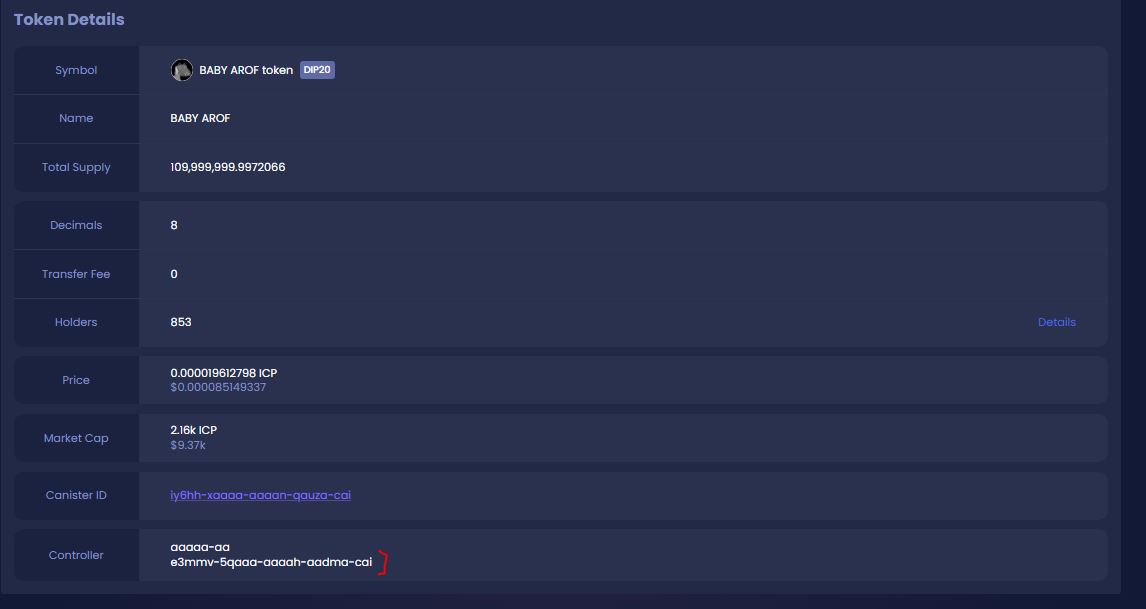 Token Details
Symbol
BABY AROF token DIP20
Name
BABY AROF
Total Supply
109,999,999.9972066
Decimals
8
Transfer Fee
0
Holders
853
Details
Price
0.000019612798 ICP
$0.000085149337
Market Cap
2.16k ICP
$9.37k
Canister ID
iy6hh-xaaaa-aaaan-qauza-cai
Controller
aaaaa-aa
e3mmv-5qaaa-aaaah-aadma-cai